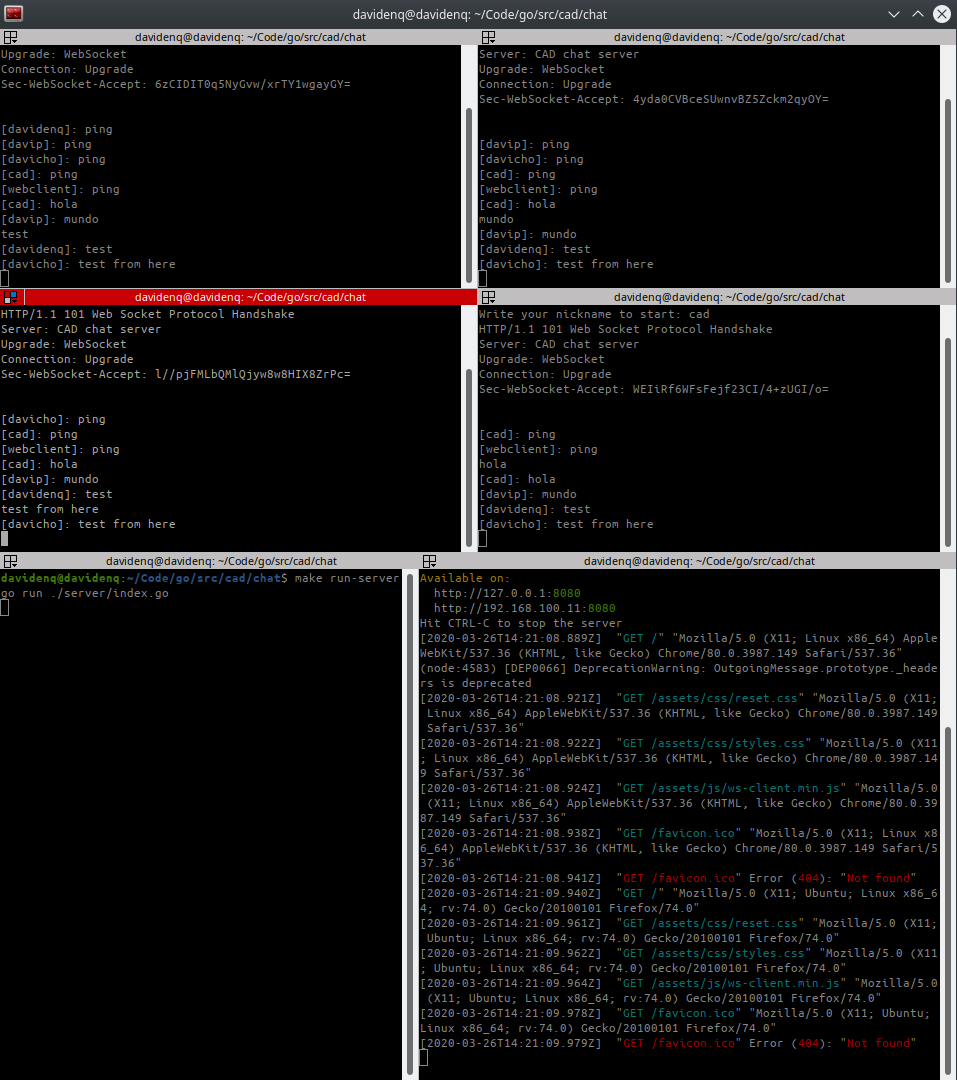 davidenq@davidenq: ~/Code/go/src/cad/chat
davidenq@davidenq: ~/Code/go/src/cad/chat
Upgrade: WebSocket
Connection: Upgrade
Sec-WebSocket-Accept: 6zCIDIT0q5NyGvw/xrTY1wgayGY=
[davidenq]: ping
[davip]: ping
[davicho]: ping
[cad]: ping
[webclient]: ping
[cad]: hola
[davip]: mundo
test
[davidenq]: test
[davicho]: test from here
davidenq@davidenq: ~/Code/go/src/cad/chat
Server: CAD chat server
Upgrade: WebSocket
Connection: Upgrade
Sec-WebSocket-Accept: 4yda0CVBceSUwnvBZ5Zckm2qyOY=
[davip]: ping
[davicho]: ping
[cad]: ping
[webclient]: ping
[cad]: hola
mundo
[davip]: mundo
[davidenq]: test
[davicho]: test from here
davidenq@davidenq: ~/Code/go/src/cad/chat
HTTP/1.1 101 Web Socket Protocol Handshake
Server: CAD chat server
Upgrade: WebSocket
Connection: Upgrade
Sec-WebSocket-Accept: l//pjFMLbQMlQjyw8w8HIX8ZrPc=
[davicho]: ping
[cad]: ping
[webclient]: ping
[cad]: hola
[davip]: mundo
[davidenq]: test
test from here
[davicho]: test from here
davidenq@davidenq: ~/Code/go/src/cad/chat
Write your nickname to start: cad
HTTP/1.1 101 Web Socket Protocol Handshake
Server: CAD chat server
Upgrade: WebSocket
Connection: Upgrade
Sec-WebSocket-Accept: WEIiRf6WFsFejf23CI/4+zUGI/o=
[cad]: ping
[webclient]: ping
hola
[cad]: hola
[davip]: mundo
[davidenq]: test
[davicho]: test from here
davidenq@davidenq: ~/Code/go/src/cad/chat
davidenq@davidenq:~/Code/go/src/cad/chat$ make run-server
go run ./server/index.go
davidenq@davidenq: ~/Code/go/src/cad/chat
Available on:
http://127.0.0.1:8080
http://192.168.100.11:8080
Hit CTRL-C to stop the server
[2020-03-26T14:21:08.889Z]  "GET /" "Mozilla/5.0 (X11; Linux x86_64) Apple
WebKit/537.36 (KHTML, like Gecko) Chrome/80.0.3987.149 Safari/537.36"
(node:4583) [DEP0066] DeprecationWarning: OutgoingMessage.prototype._heade
rs is deprecated
[2020-03-26T14:21:08.921Z]  "GET /assets/css/reset.css" "Mozilla/5.0 (X11;
Linux x86_64) AppleWebKit/537.36 (KHTML, like Gecko) Chrome/80.0.3987.149
Safari/537.36"
[2020-03-26T14:21:08.922Z]  "GET /assets/css/styles.css" "Mozilla/5.0 (X11
; Linux x86_64) AppleWebKit/537.36 (KHTML, like Gecko) Chrome/80.0.3987.14
9 Safari/537.36"
[2020-03-26T14:21:08.924Z]  "GET /assets/js/ws-client.min.js" "Mozilla/5.0
(X11; Linux x86_64) AppleWebKit/537.36 (KHTML, like Gecko) Chrome/80.0.39
87.149 Safari/537.36"
[2020-03-26T14:21:08.938Z]  "GET /favicon.ico" "Mozilla/5.0 (X11; Linux x8
6_64) AppleWebKit/537.36 (KHTML, like Gecko) Chrome/80.0.3987.149 Safari/5
37.36"
[2020-03-26T14:21:08.941Z]  "GET /favicon.ico" Error (404): "Not found"
[2020-03-26T14:21:09.940Z]  "GET /" "Mozilla/5.0 (X11; Ubuntu; Linux x86_6
4; rv:74.0) Gecko/20100101 Firefox/74.0"
[2020-03-26T14:21:09.961Z]  "GET /assets/css/reset.css" "Mozilla/5.0 (X11;
Ubuntu; Linux x86_64; rv:74.0) Gecko/20100101 Firefox/74.0"
[2020-03-26T14:21:09.962Z]  "GET /assets/css/styles.css" "Mozilla/5.0 (X11
; Ubuntu; Linux x86_64; rv:74.0) Gecko/20100101 Firefox/74.0"
[2020-03-26T14:21:09.964Z]  "GET /assets/js/ws-client.min.js" "Mozilla/5.0
(X11; Ubuntu; Linux x86_64; rv:74.0) Gecko/20100101 Firefox/74.0"
[2020-03-26T14:21:09.978Z]  "GET /favicon.ico" "Mozilla/5.0 (X11; Ubuntu;
Linux x86_64; rv:74.0) Gecko/20100101 Firefox/74.0"
[2020-03-26T14:21:09.979Z]  "GET /favicon.ico" Error (404): "Not found"